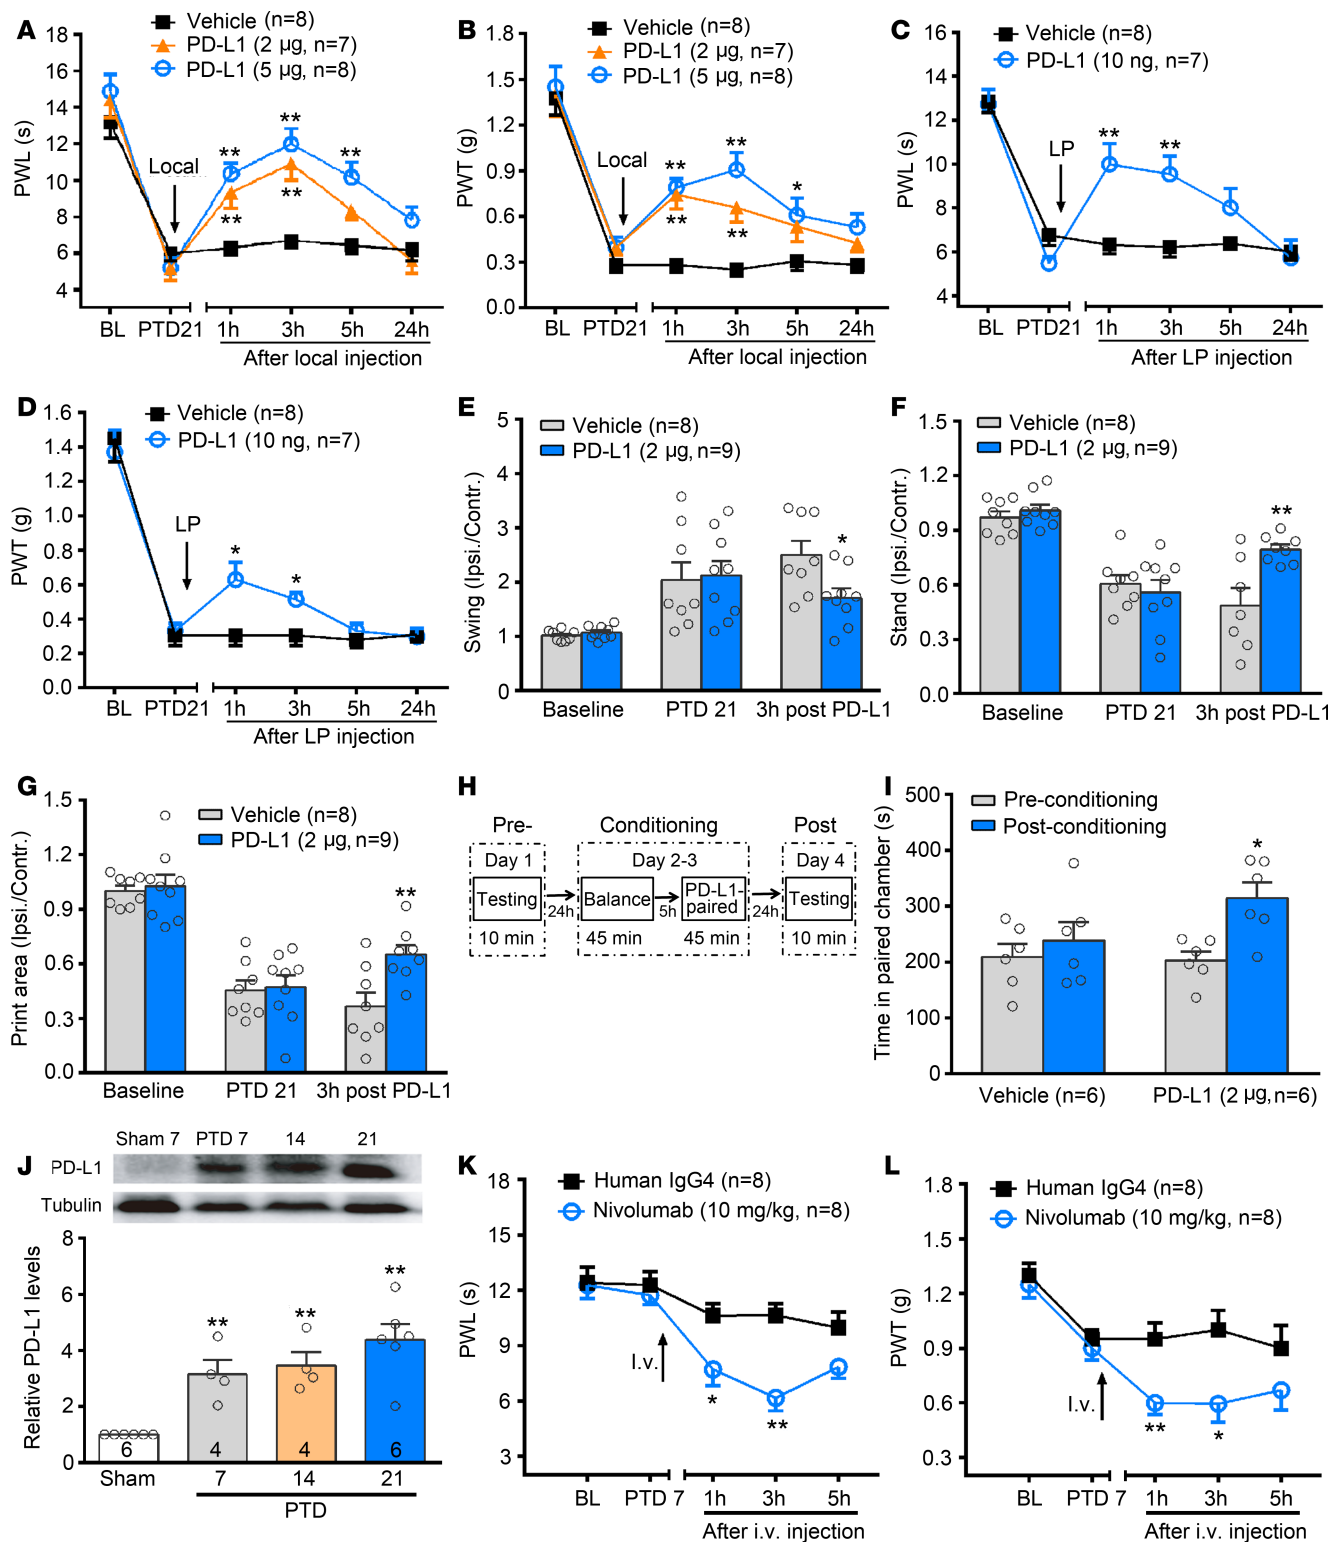 A
Vehicle (n=8)
PD-L1 (2 µg, n=7)
PD-L1 (5 µg, n=8)
PWL (s)
18
16
14
12
10
8
6
4
Local
**
**
**
**
**
BL
PTD21
1h
3h
5h
24h
After local injection
B
Vehicle (n=8)
PD-L1 (2 µg, n=7)
PD-L1 (5 µg, n=8)
PWT (g)
1.8
1.5
1.2
0.9
0.6
0.3
0.0
Local
**
**
*
**
**
BL
PTD21
1h
3h
5h
24h
After local injection
C
Vehicle (n=8)
PD-L1 (10 ng, n=7)
PWL (s)
16
14
12
10
8
6
4
LP
**
**
BL
PTD21
1h
3h
5h
24h
After LP injection
D
Vehicle (n=8)
PD-L1 (10 ng, n=7)
PWT (g)
1.6
1.4
1.2
1.0
0.8
0.6
0.4
0.2
0.0
LP
*
*
BL
PTD21
1h
3h
5h
24h
After LP injection
E
Vehicle (n=8)
PD-L1 (2 µg, n=9)
Swing (Ipsi./Contr.)
5
4
3
2
1
0
*
Baseline
PTD 21
3h post PD-L1
F
Vehicle (n=8)
PD-L1 (2 µg, n=9)
Stand (Ipsi./Contr.)
1.5
1.2
0.9
0.6
0.3
0.0
**
Baseline
PTD 21
3h post PD-L1
G
Vehicle (n=8)
PD-L1 (2 µg, n=9)
Print area (Ipsi./Contr.)
1.5
1.2
0.9
0.6
0.3
0.0
**
Baseline
PTD 21
3h post PD-L1
H
Pre-
Conditioning
Post
Day 1
Day 2-3
Day 4
Testing
24h
Balance
5h
PD-L1-
paired
24h
Testing
10 min
45 min
45 min
10 min
I
Pre-conditioning
Post-conditioning
Time in paired chamber (s)
500
400
300
200
100
0
*
Vehicle (n=6)
PD-L1 (2 µg, n=6)
J
Sham 7
PTD 7
14
21
PD-L1
Tubulin
Relative PD-L1 levels
8
6
4
2
0
**
**
**
6
4
4
6
Sham
7
14
21
PTD
K
Human IgG4 (n=8)
Nivolumab (10 mg/kg, n=8)
PWL (s)
18
15
12
9
6
3
I.v.
*
**
BL
PTD 7
1h
3h
5h
After i.v. injection
L
Human IgG4 (n=8)
Nivolumab (10 mg/kg, n=8)
PWT (g)
1.8
1.5
1.2
0.9
0.6
0.3
I.v.
**
*
BL
PTD 7
1h
3h
5h
After i.v. injection